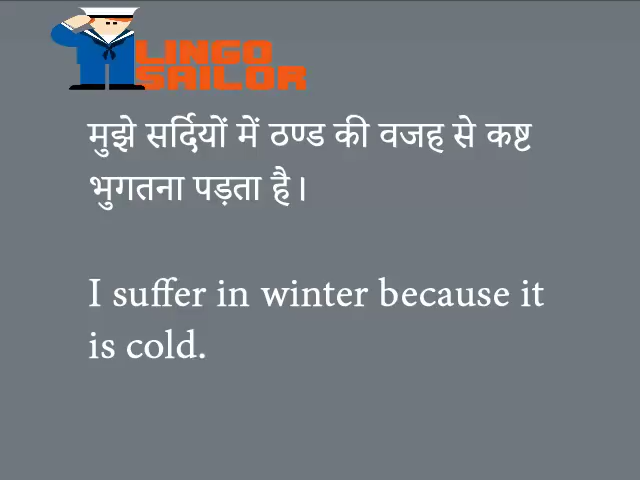 LINGO
SAILOR
मुझे सर्दियों में ठण्ड की वजह से कष्ट
भुगतना पड़ता है।
I suffer in winter because it
is cold.